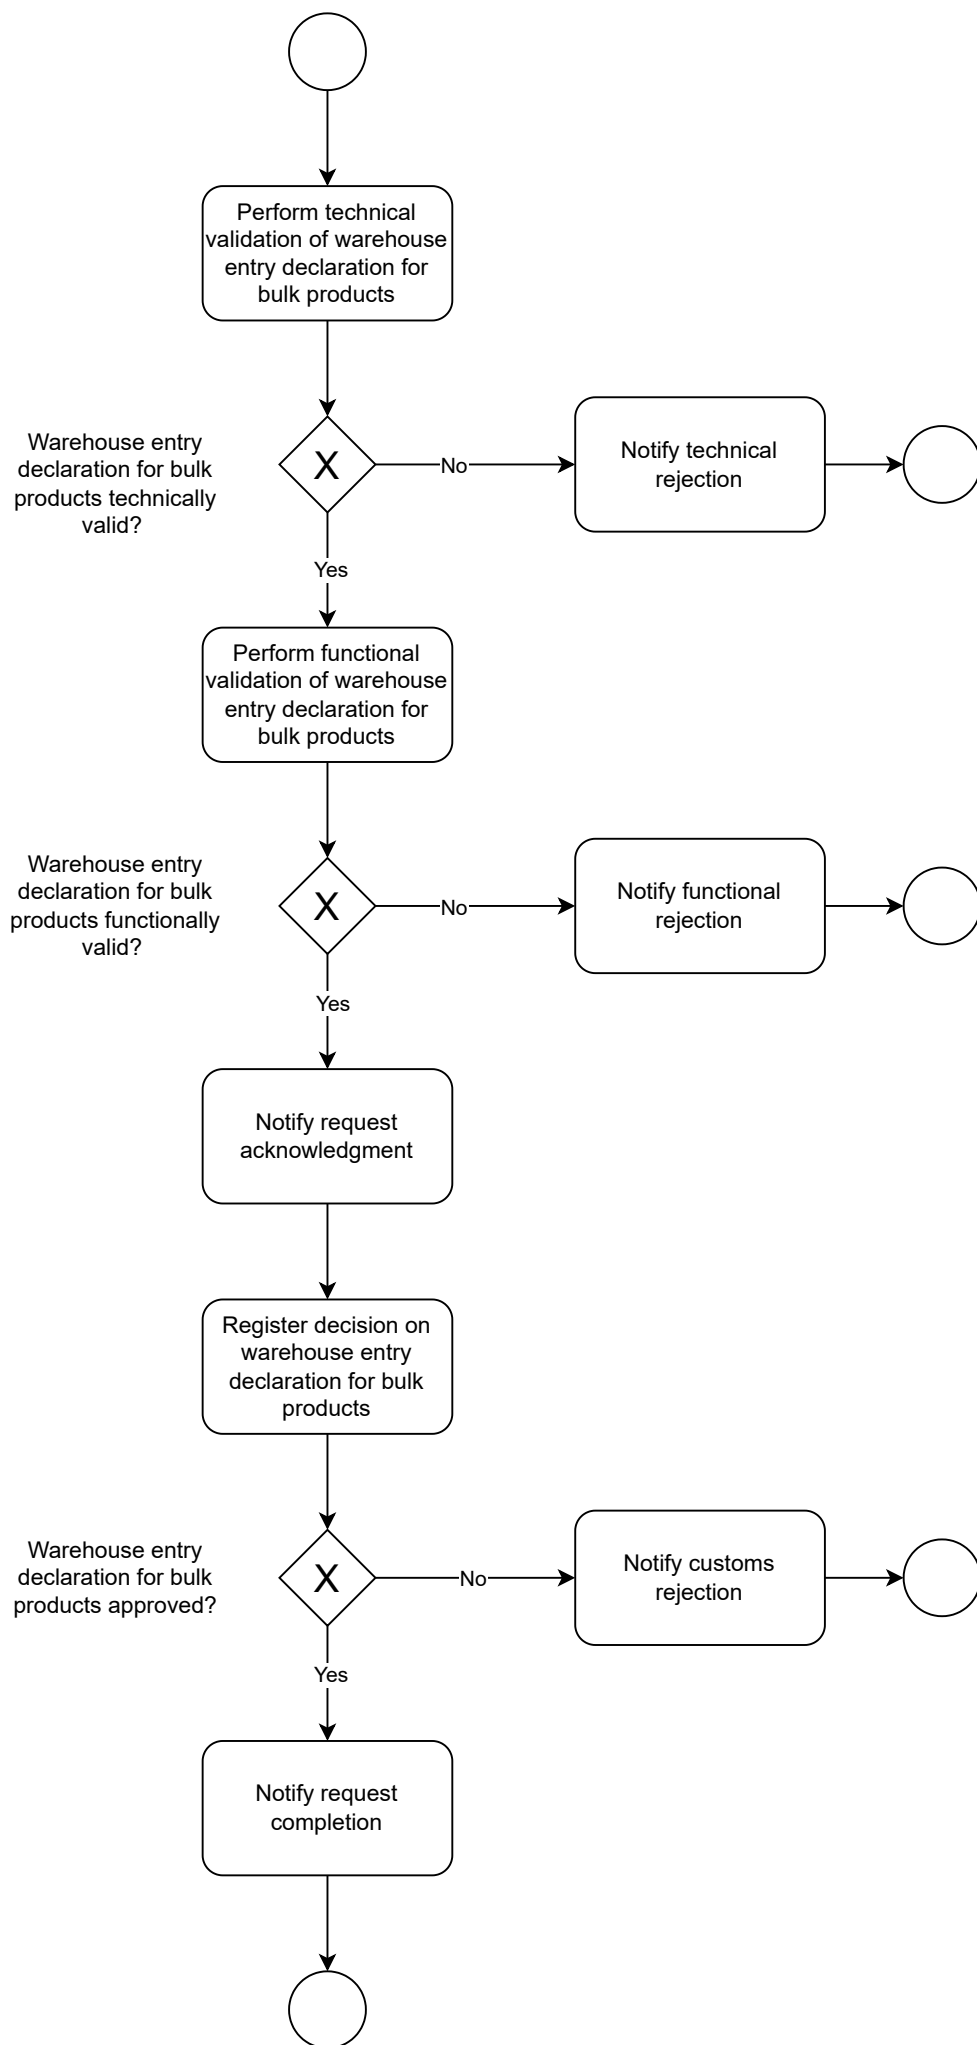 Perform technical
validation of warehouse
entry declaration for
bulk products
Warehouse entry
declaration for bulk
products technically
valid?
X
No
Notify technical
rejection
Yes
Perform functional
validation of warehouse
entry declaration for
bulk products
Warehouse entry
declaration for bulk
products functionally
valid?
X
No
Notify functional
rejection
Yes
Notify request
acknowledgment
Register decision on
warehouse entry
declaration for bulk
products
Warehouse entry
declaration for bulk
products approved?
X
No
Notify customs
rejection
Yes
Notify request
completion